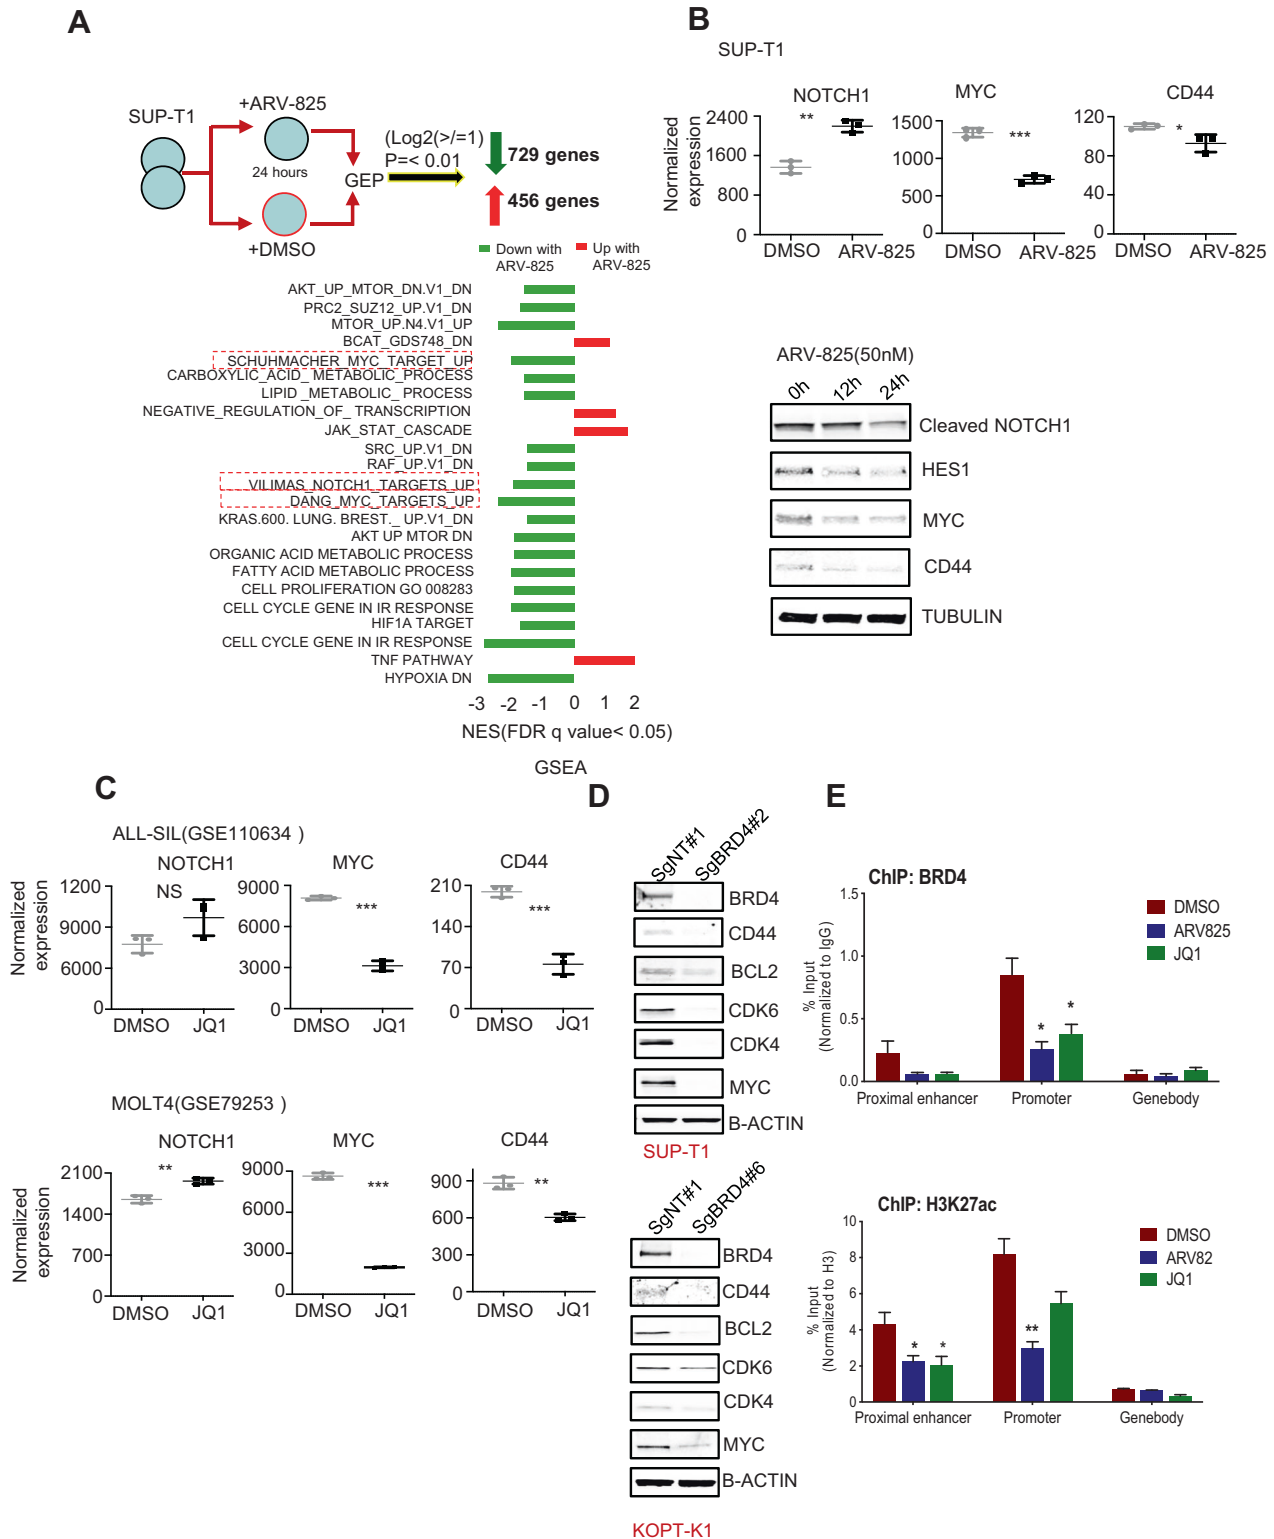 A
SUP-T1
+ARV-825
24 hours
+DMSO
GEP
(Log2(>/=1)
P=< 0.01
729 genes
456 genes
Down with
ARV-825
Up with
ARV-825
AKT_UP_MTOR_DN.V1_DN
PRC2_SUZ12_UP.V1_DN
MTOR_UP.N4.V1_UP
BCAT_GDS748_DN
SCHUHMACHER_MYC_TARGET_UP
CARBOXYLIC_ACID_ METABOLIC_PROCESS
LIPID _METABOLIC_ PROCESS
NEGATIVE_REGULATION_OF_ TRANSCRIPTION
JAK_STAT_CASCADE
SRC_UP.V1_DN
RAF_UP.V1_DN
VILIMAS_NOTCH1_TARGETS_UP
DANG_MYC_TARGETS_UP
KRAS.600. LUNG. BREST._ UP.V1_DN
AKT UP MTOR DN
ORGANIC ACID METABOLIC PROCESS
FATTY ACID METABOLIC PROCESS
CELL PROLIFERATION GO 008283
CELL CYCLE GENE IN IR RESPONSE
HIF1A TARGET
CELL CYCLE GENE IN IR RESPONSE
TNF PATHWAY
HYPOXIA DN
-3 -2 -1 0 1 2
NES(FDR q value< 0.05)
GSEA
B
SUP-T1
Normalized
expression
NOTCH1
**
2400
1600
800
0
DMSO ARV-825
MYC
***
1500
1000
500
0
DMSO ARV-825
CD44
*
120
80
40
0
DMSO ARV-825
ARV-825(50nM)
0h 12h 24h
Cleaved NOTCH1
HES1
MYC
CD44
TUBULIN
C
ALL-SIL(GSE110634 )
Normalized
expression
NOTCH1
NS
1200
9000
6000
0
DMSO JQ1
MYC
***
9000
6000
3000
0
DMSO JQ1
CD44
***
210
140
70
0
DMSO JQ1
MOLT4(GSE79253 )
Normalized
expression
NOTCH1
**
2100
1400
700
0
DMSO JQ1
MYC
***
9000
6000
3000
0
DMSO JQ1
CD44
**
900
600
300
0
DMSO JQ1
D
SgNT#1 SgBRD4#2
BRD4
CD44
BCL2
CDK6
CDK4
MYC
B-ACTIN
SUP-T1
SgNT#1 SgBRD4#6
BRD4
CD44
BCL2
CDK6
CDK4
MYC
B-ACTIN
KOPT-K1
E
ChIP: BRD4
% Input
(Normalized to IgG)
1.5
1.0
0.5
0.0
DMSO
ARV825
JQ1
* *
Proximal enhancer Promoter Genebody
ChIP: H3K27ac
% Input
(Normalized to H3)
10
8
6
4
2
0
DMSO
ARV82
JQ1
* * **
Proximal enhancer Promoter Genebody